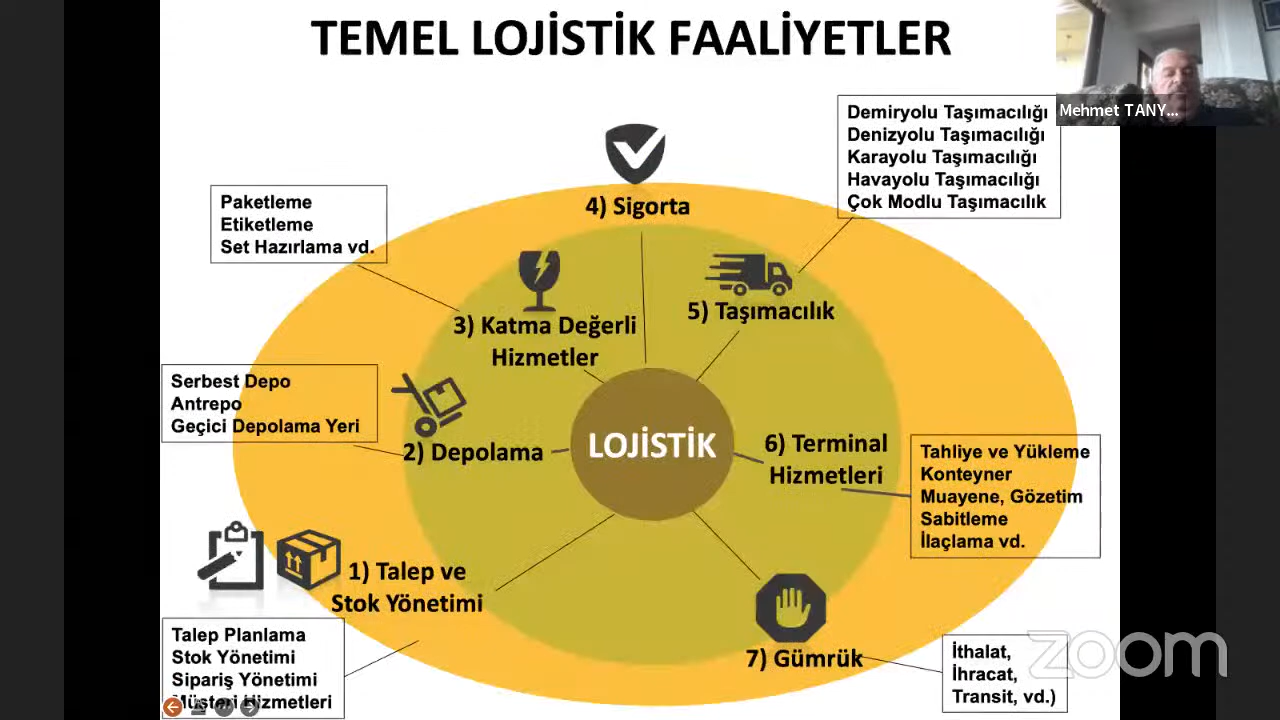 TEMEL LOJİSTİK FAALİYETLER
Mehmet TANY...
Demiryolu Taşımacılığı
Denizyolu Taşımacılığı
Karayolu Taşımacılığı
Havayolu Taşımacılığı
Çok Modlu Taşımacılık
4) Sigorta
Paketleme
Etiketleme
Set Hazırlama vd.
5) Taşımacılık
3) Katma Değerli
Hizmetler
Serbest Depo
Antrepo
Geçici Depolama Yeri
2) Depolama
LOJİSTİK
6) Terminal
Hizmetleri
Tahliye ve Yükleme
Konteyner
Muayene, Gözetim
Sabitleme
İlaçlama vd.
1) Talep ve
Stok Yönetimi
Talep Planlama
Stok Yönetimi
Sipariş Yönetimi
Müşteri Hizmetleri
7) Gümrük
İthalat,
İhracat,
Transit, vd.)
zoom